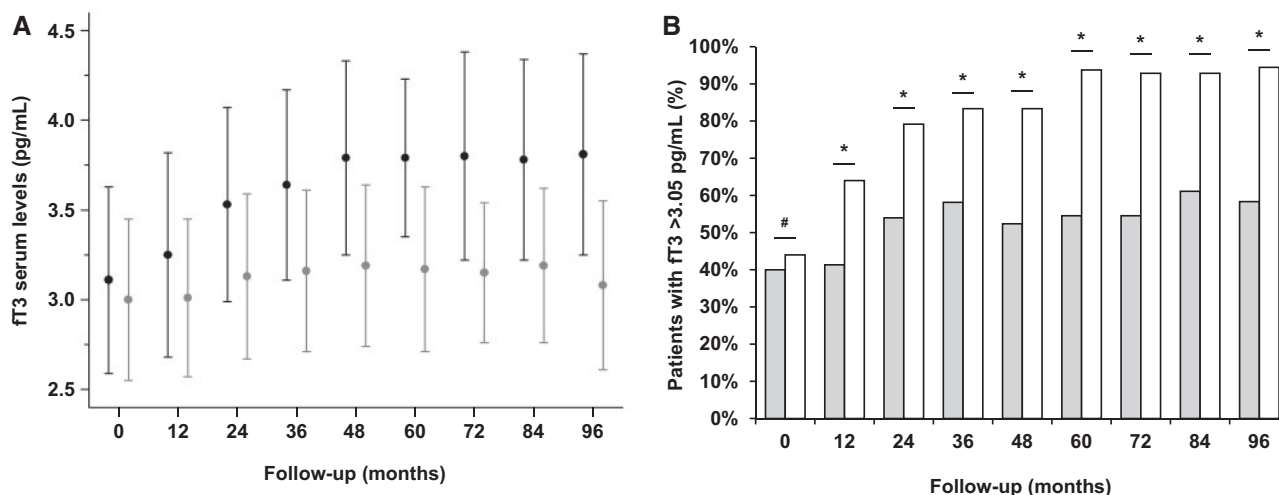 A
fT3 serum levels (pg/mL)
4.5
4.0
3.5
3.0
2.5
0 12 24 36 48 60 72 84 96
Follow-up (months)
B
Patients with fT3 >3.05 pg/mL (%)
100%
90%
80%
70%
60%
50%
40%
30%
20%
10%
0%
# * * * * * * * *
0 12 24 36 48 60 72 84 96
Follow-up (months)